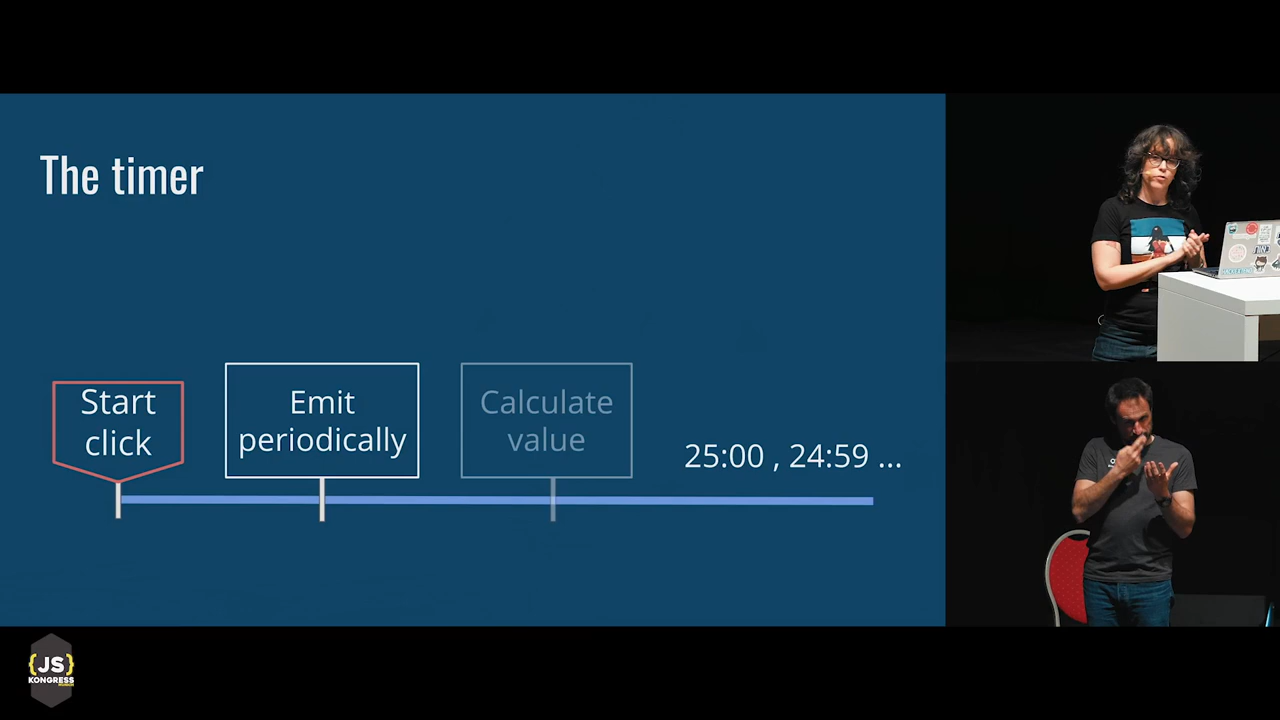 The timer
Start
click
Emit
periodically
Calculate
value
25:00 , 24:59 ...
{JS}
KONGRESS